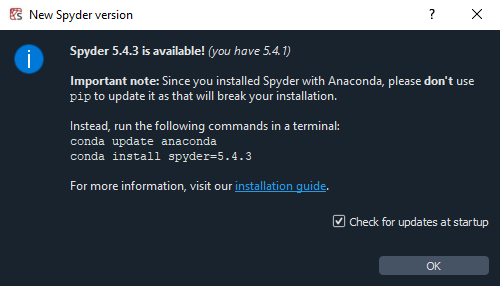 New Spyder version
? ×
Spyder 5.4.3 is available! (you have 5.4.1)
Important note: Since you installed Spyder with Anaconda, please don't use
pip to update it as that will break your installation.
Instead, run the following commands in a terminal:
conda update anaconda
conda install spyder=5.4.3
For more information, visit our installation guide.
Check for updates at startup
OK